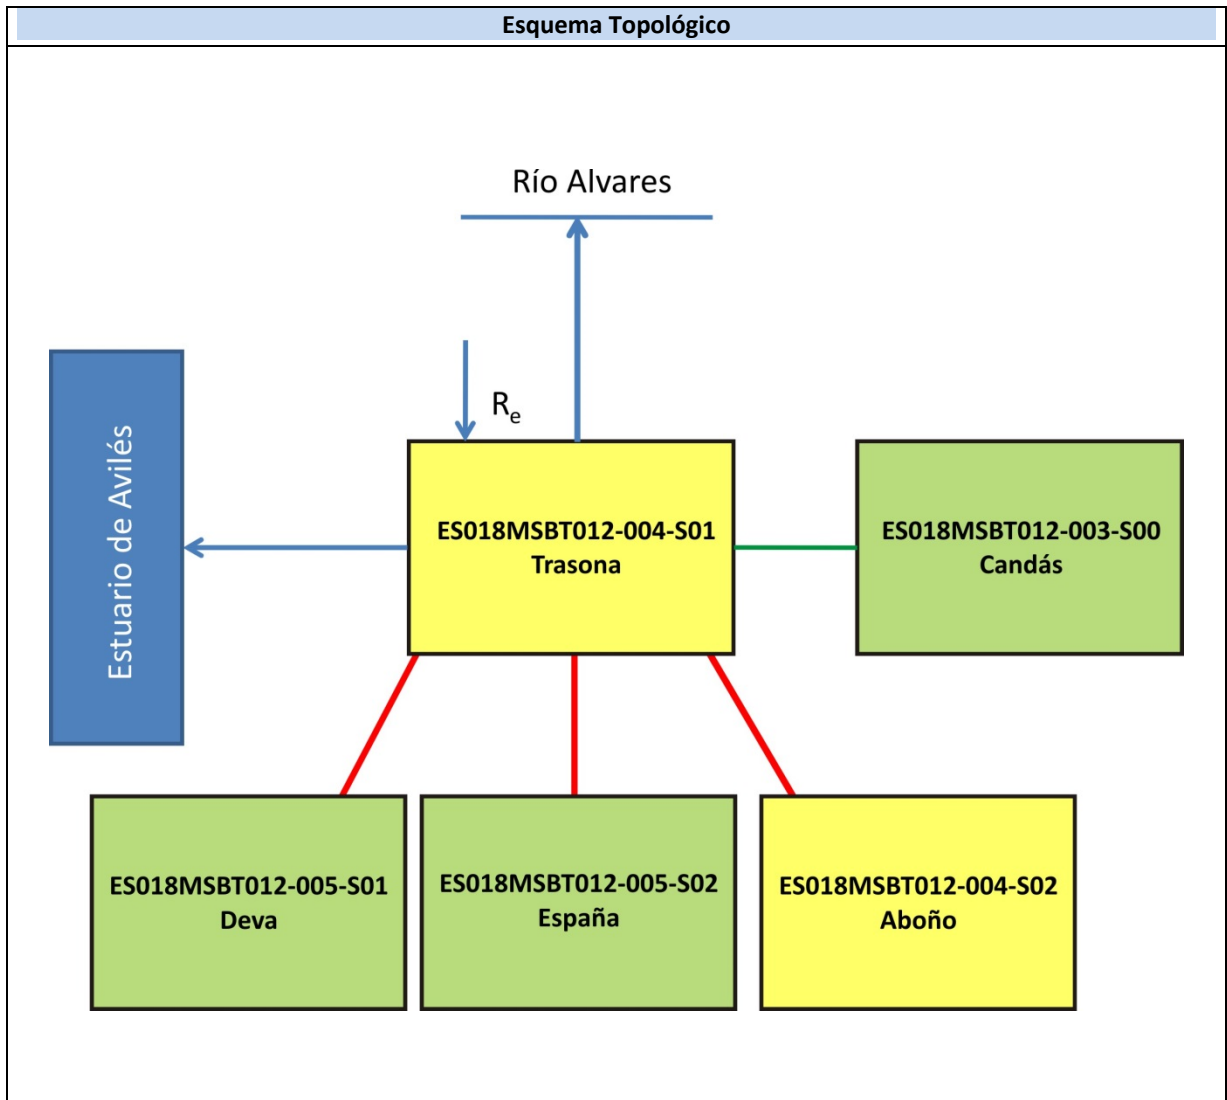 Esquema Topológico
Río Alvares
R_e
Estuario de Avilés
ES018MSBT012-004-S01
Trasona
ES018MSBT012-003-S00
Candás
ES018MSBT012-005-S01
Deva
ES018MSBT012-005-S02
España
ES018MSBT012-004-S02
Aboño